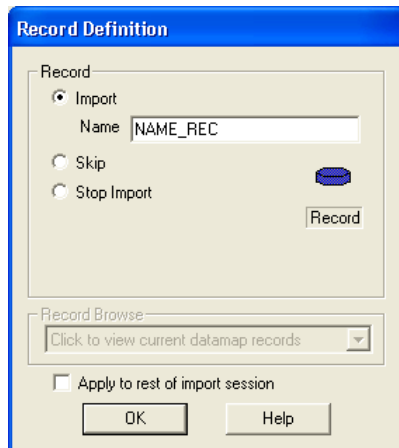 Record Definition
Record
Import
Name NAME_REC
Skip
Stop Import
Record
Record Browse
Click to view current datamap records
Apply to rest of import session
OK Help